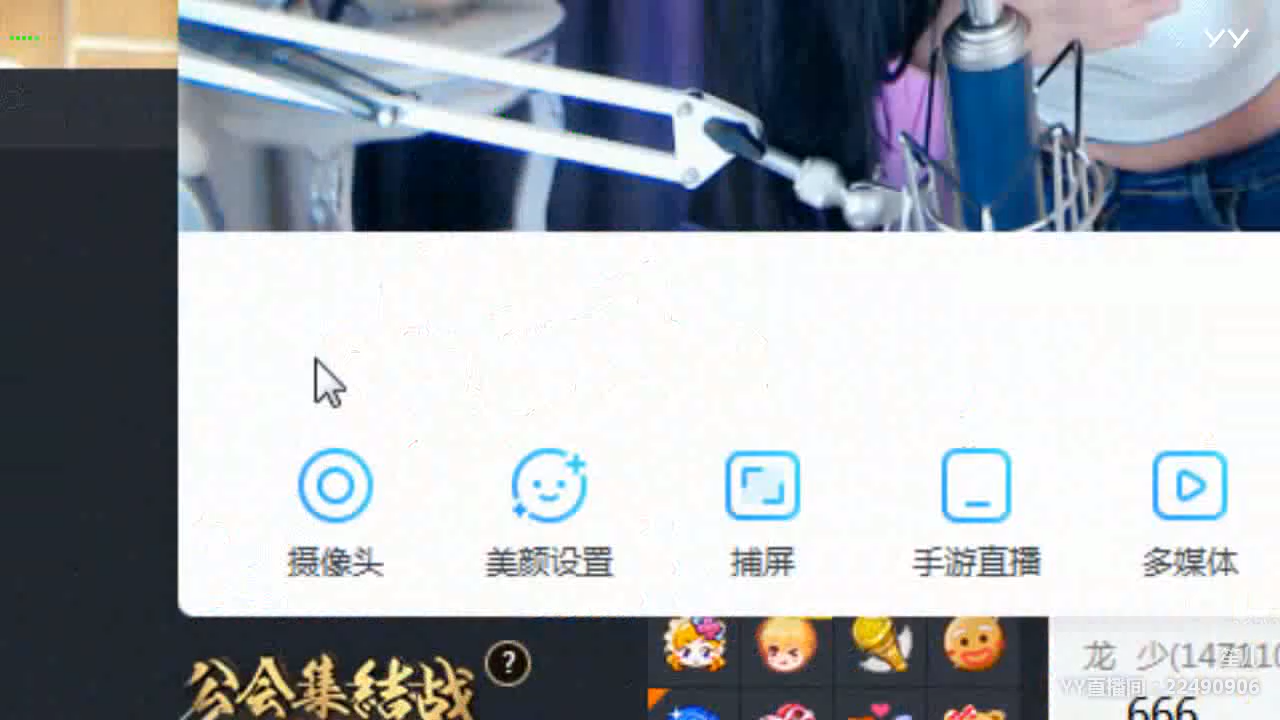 YY
摄像头 美颜设置 捕屏 手游直播 多媒体
公会集结战 ?
龙 少(147110
YY直播间：22490906
666